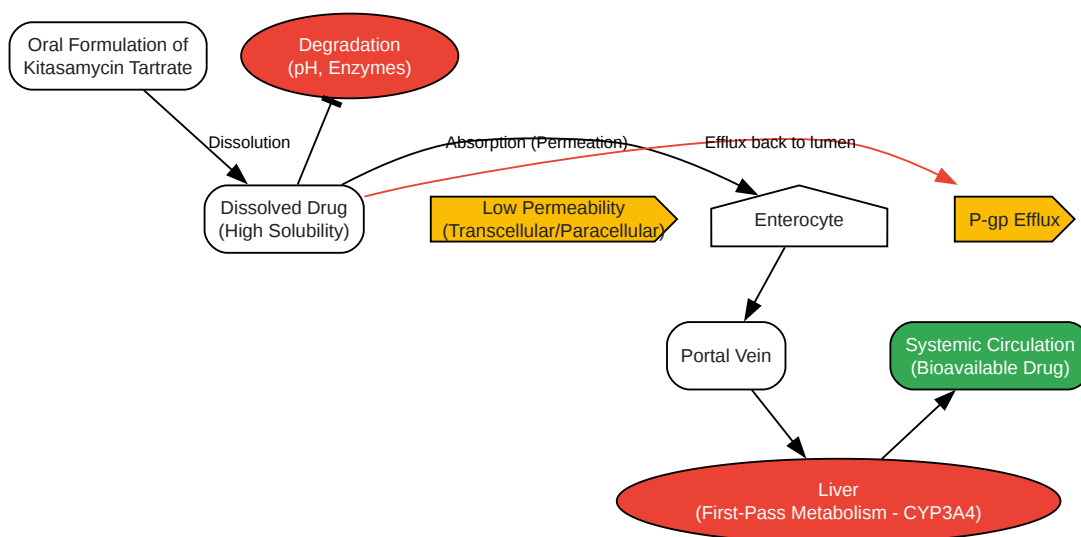 Oral Formulation of
Kitasamycin Tartrate
Degradation
(pH, Enzymes)
Dissolution
Absorption (Permeation)
Efflux back to lumen
Dissolved Drug
(High Solubility)
Low Permeability
(Transcellular/Paracellular)
Enterocyte
P-gp Efflux
Portal Vein
Systemic Circulation
(Bioavailable Drug)
Liver
(First-Pass Metabolism - CYP3A4)